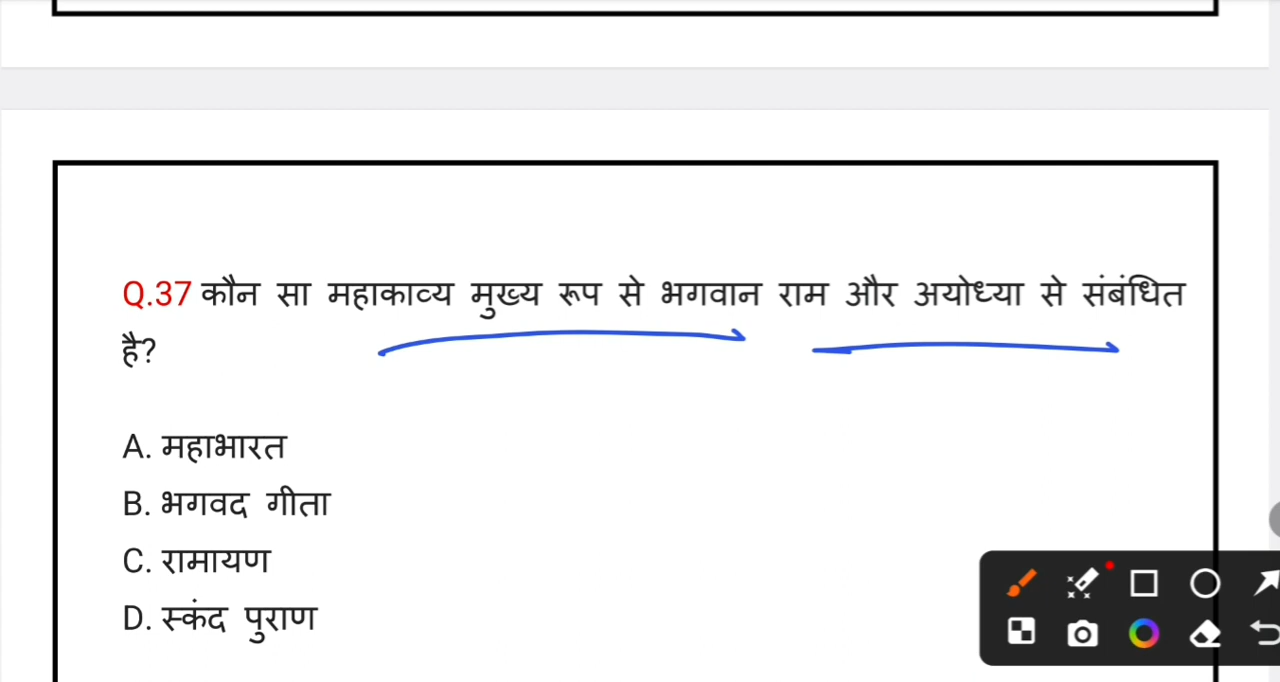 Q.37 कौन सा महाकाव्य मुख्य रूप से भगवान राम और अयोध्या से संबंधित
है?
A. महाभारत
B. भगवद गीता
C. रामायण
D. स्कंद पुराण